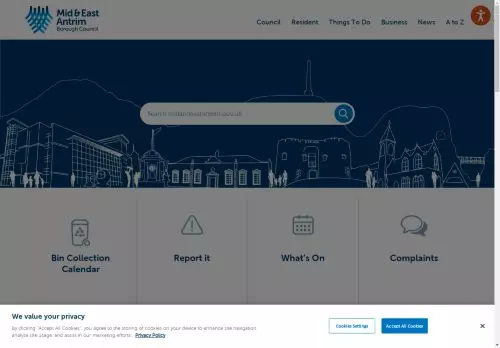 Mid & East
Antrim
Borough Council
Council Resident Things To Do Business News A to Z
Search midandeastantrim.gov.uk
Bin Collection
Calendar
Report it
What's On
Complaints
We value your privacy
By clicking "Accept All Cookies", you agree to the storing of cookies on your device to enhance site navigation,
analyze site usage, and assist in our marketing efforts. Privacy Policy
Cookies Settings
Accept All Cookies